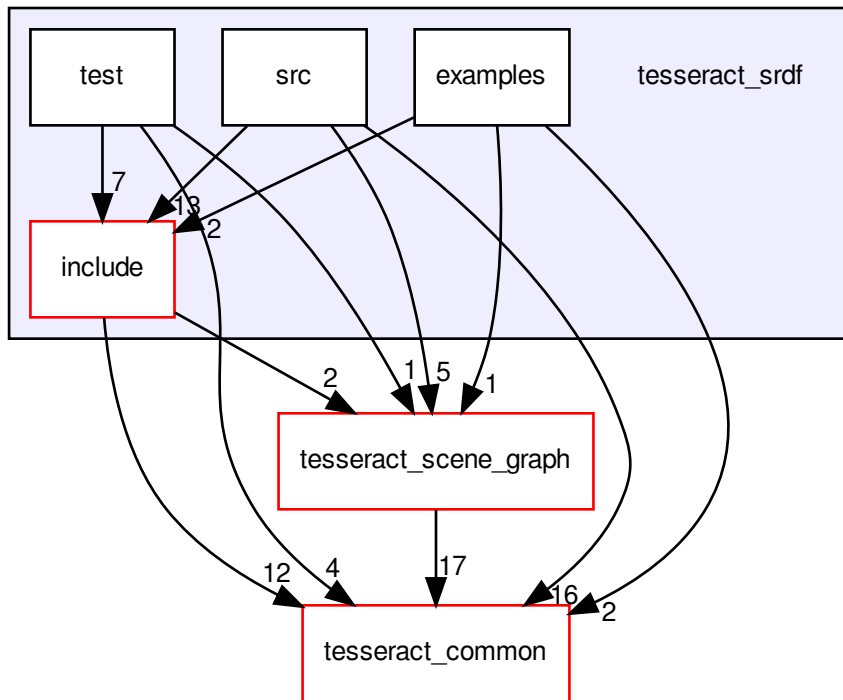 test
src
examples
tesseract_srdf
7
13
2
include
2
1
5
1
tesseract_scene_graph
12
4
17
16
2
tesseract_common